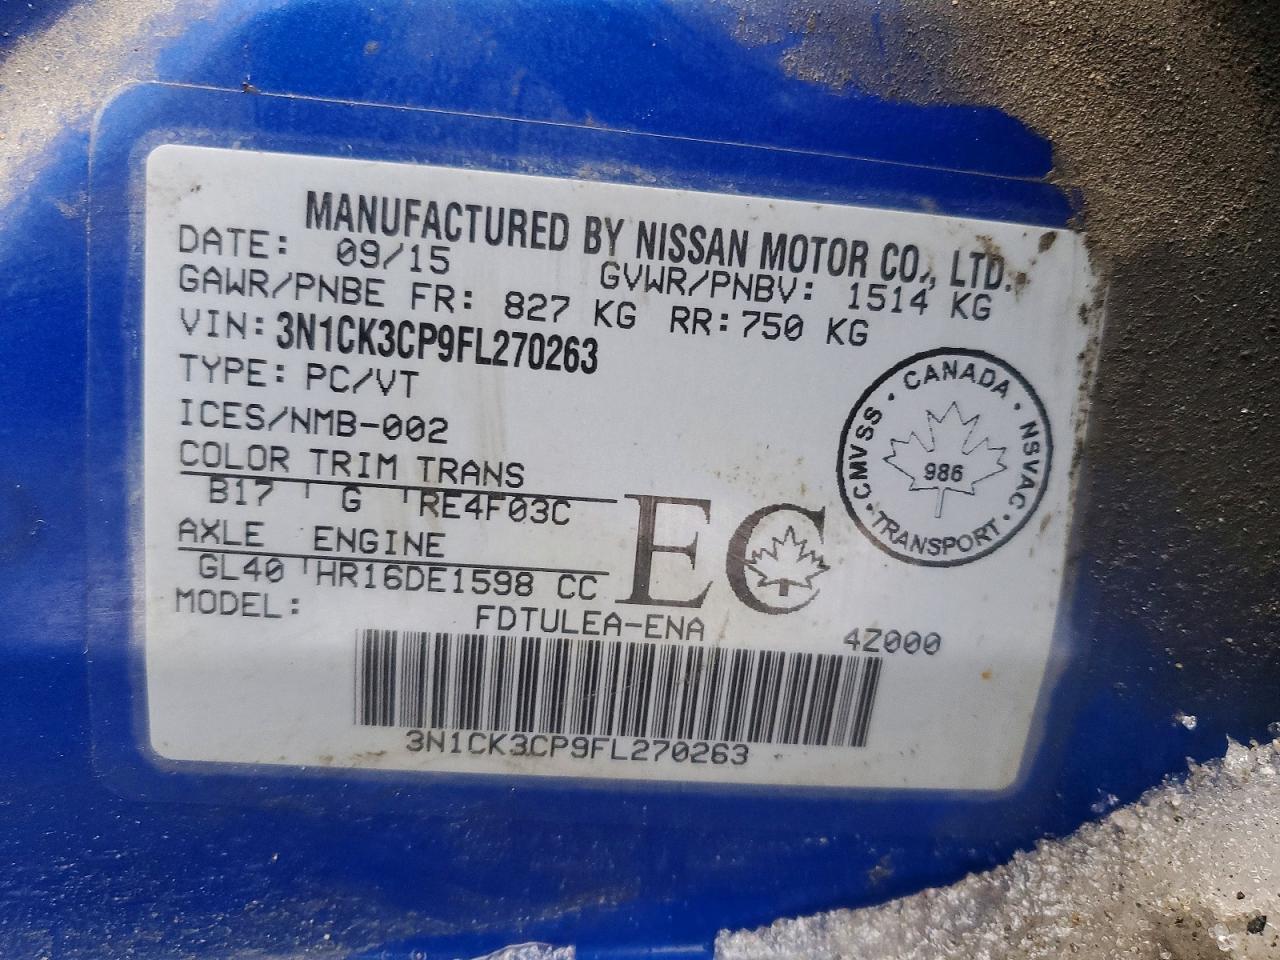 MANUFACTURED BY NISSAN MOTOR CO., LTD.
DATE: 09/15 GVWR/PNBV: 1514 KG
GAWR/PNBE FR: 827 KG RR: 750 KG
VIN: 3N1CK3CP9FL270263
TYPE: PC/VT
ICES/NMB-002
COLOR TRIM TRANS
B17 G RE4F03C
AXLE ENGINE
GL40 HR16DE1598 CC
MODEL: FDTULEA-ENA 4Z000
EC
CANADA · NSVAC · TRANSPORT · CMVSS ·
986
3N1CK3CP9FL270263